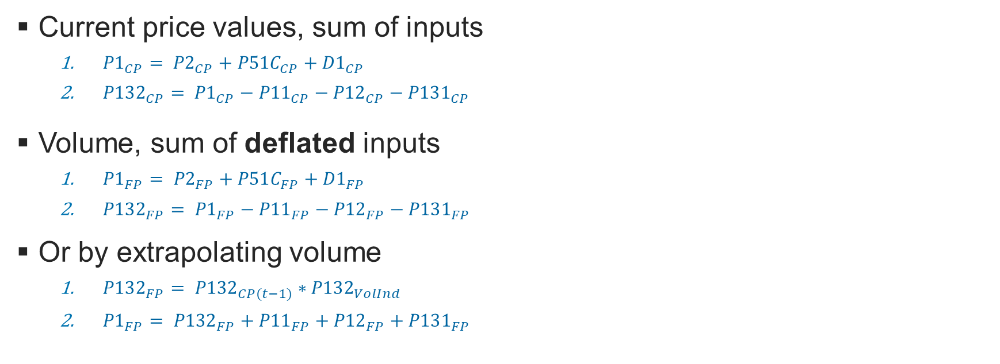 ▪ Current price values, sum of inputs
1. P1_{CP} = P2_{CP} + P51C_{CP} + D1_{CP}
2. P132_{CP} = P1_{CP} − P11_{CP} − P12_{CP} − P131_{CP}
▪ Volume, sum of deflated inputs
1. P1_{FP} = P2_{FP} + P51C_{FP} + D1_{FP}
2. P132_{FP} = P1_{FP} − P11_{FP} − P12_{FP} − P131_{FP}
▪ Or by extrapolating volume
1. P132_{FP} = P132_{CP(t−1)} * P132_{VolInd}
2. P1_{FP} = P132_{FP} + P11_{FP} + P12_{FP} + P131_{FP}